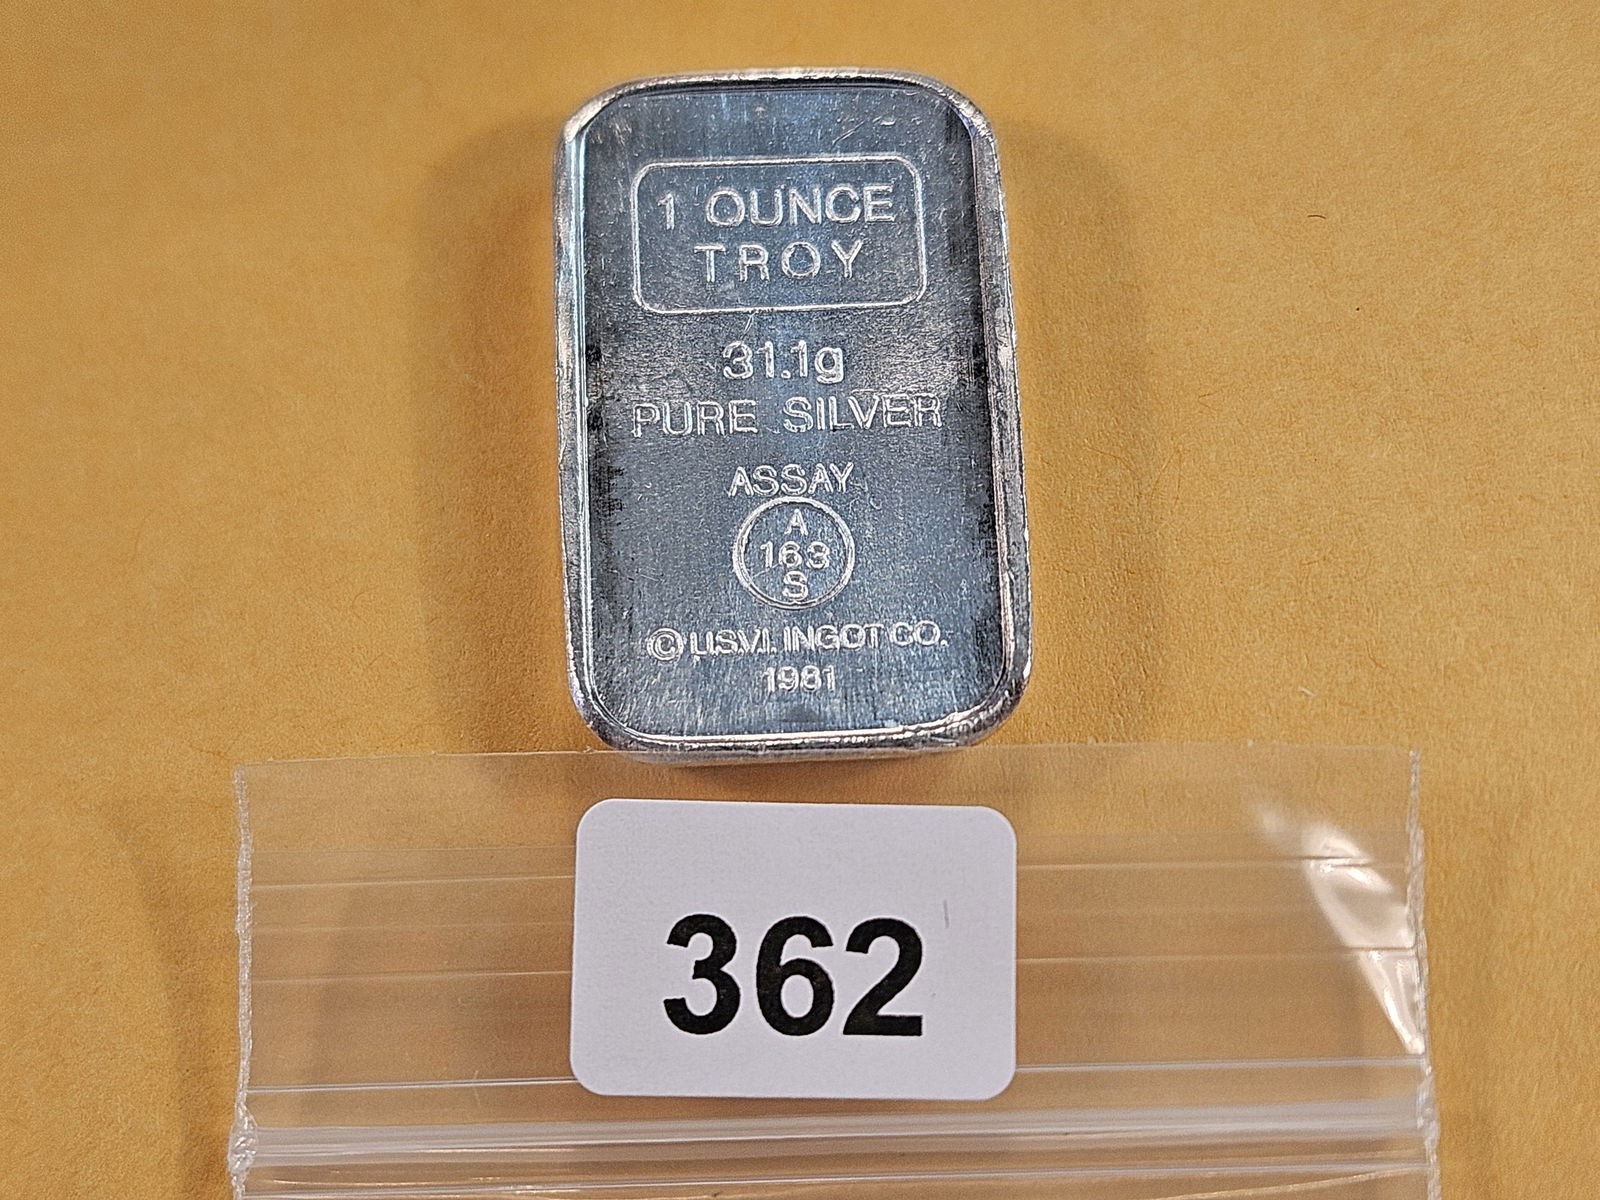 1 OUNCE
TROY
31.1g
PURE SILVER
ASSAY
A
163
S
© U.S.V.I. INGOT CO.
1981
362